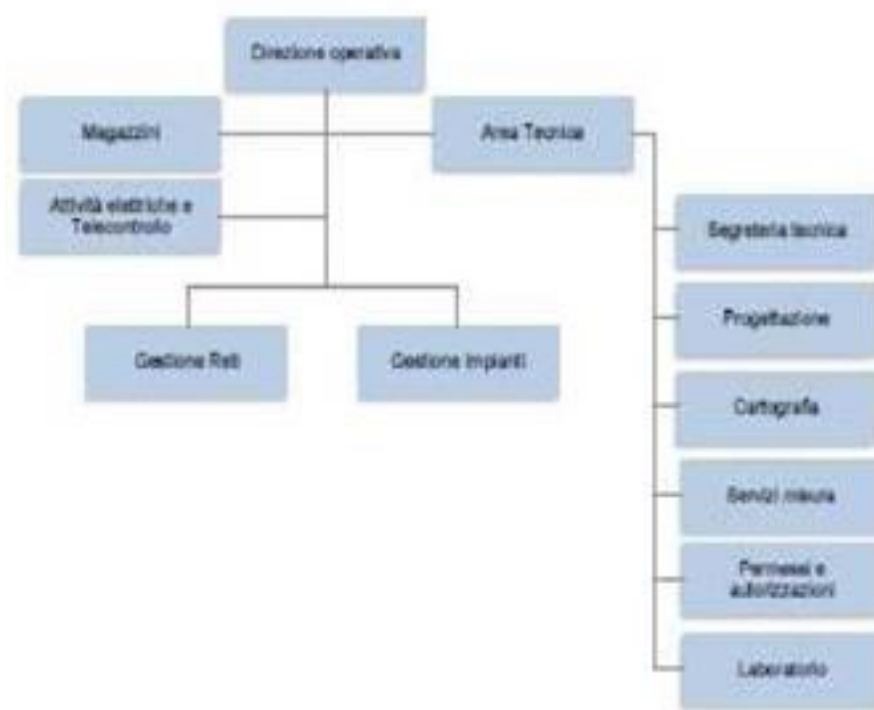 Direzione operativa
Magazzini
Area Tecnica
Attività elettriche e
Telecontrollo
Segreteria tecnica
Progettazione
Gestione Reti
Gestione Impianti
Cartografia
Servizi misura
Permessi e
autorizzazioni
Laboratorio